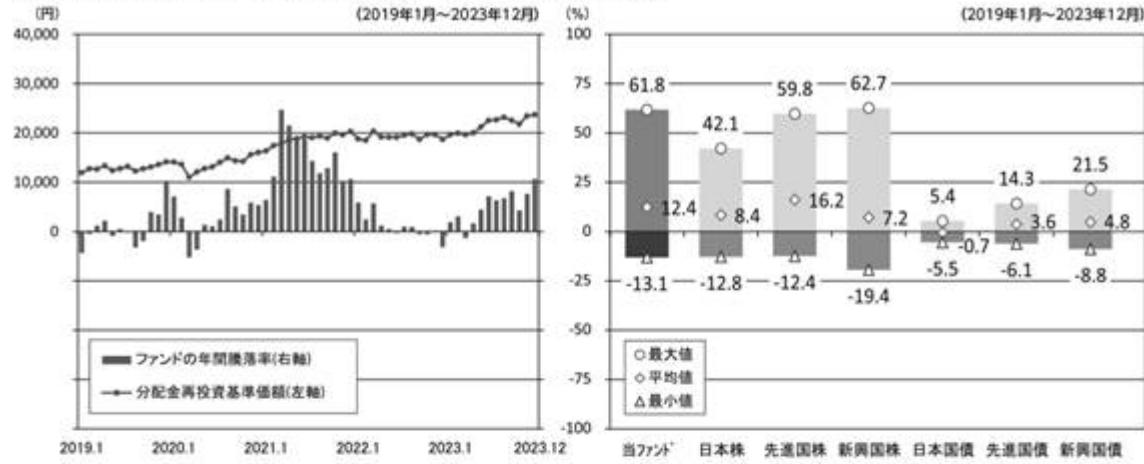 (円)
(2019年1月～2023年12月)
40,000
30,000
20,000
10,000
0
ファンドの年間騰落率(右軸)
分配金再投資基準価額(左軸)
2019.1 2020.1 2021.1 2022.1 2023.1 2023.12
(%)
(2019年1月～2023年12月)
100
75
50
25
0
-25
-50
-75
-100
61.8 42.1 59.8 62.7 5.4 14.3 21.5
12.4 8.4 16.2 7.2 -0.7 3.6 4.8
-13.1 -12.8 -12.4 -19.4 -5.5 -6.1 -8.8
○最大値
◇平均値
△最小値
当ファンド 日本株 先進国株 新興国株 日本国債 先進国債 新興国債